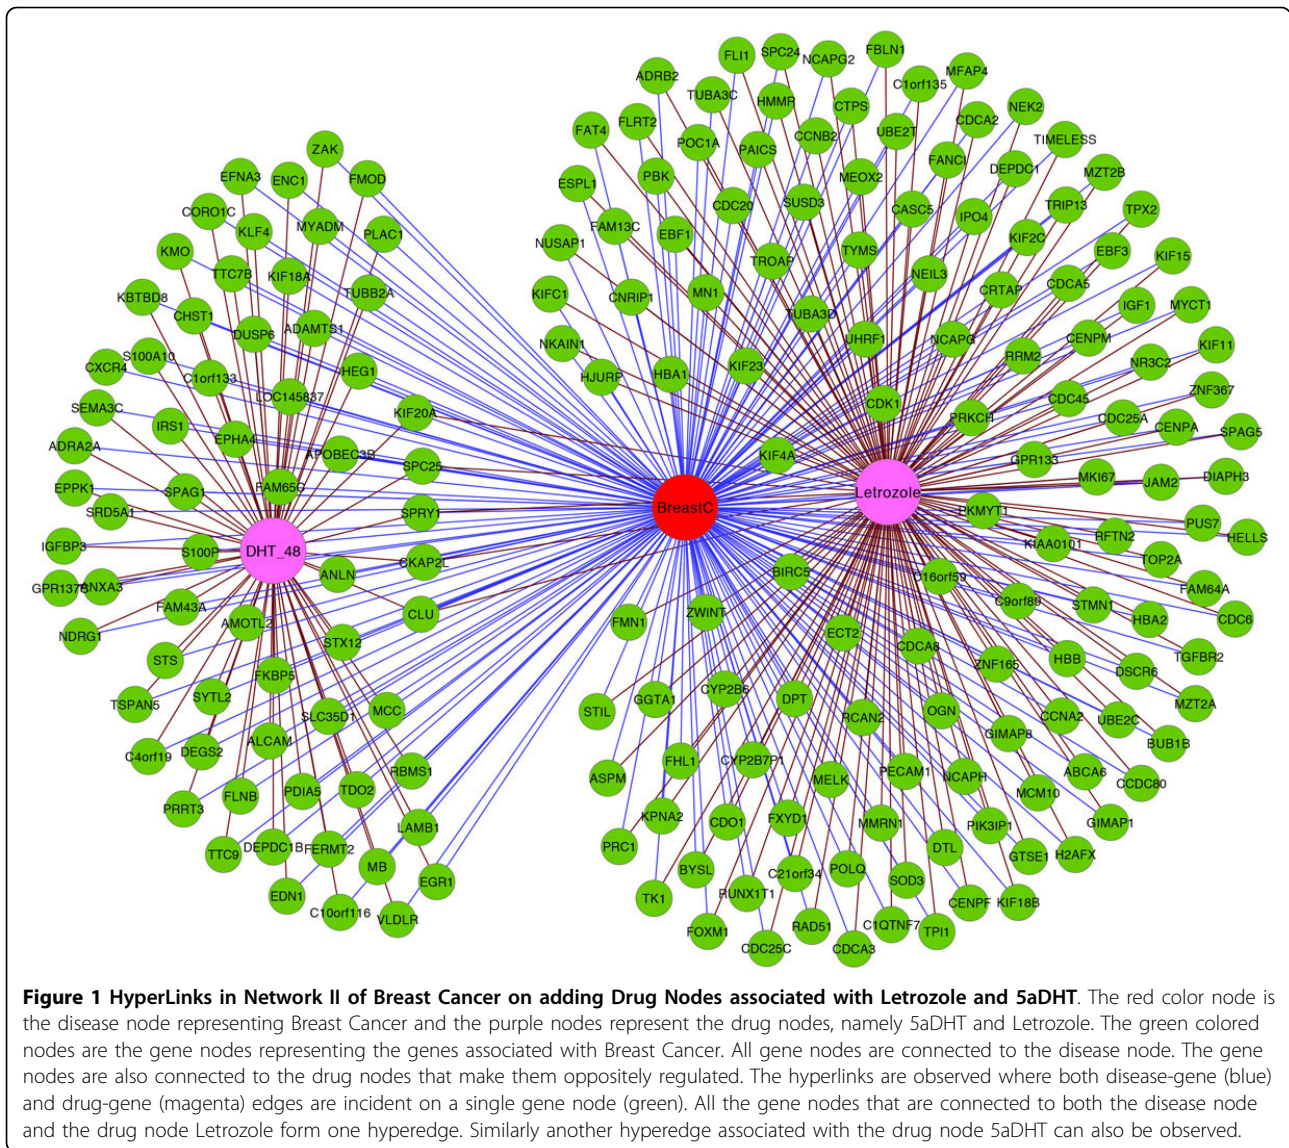 FLI1
SPC24
NCAPG2
FBLN1
ADRB2
C1orf135
MFAP4
TUBA3C
HMMR
CTPS
NEK2
FAT4
FLRT2
POC1A
PAICS
CCNB2
UBE2T
CDCA2
TIMELESS
ZAK
FMOD
EFNA3
ENC1
ESPL1
PBK
CDC20
SUSD3
MEOX2
FANCI
DEPDC1
MZT2B
CORO1C
KLF4
MYADM
PLAC1
NUSAP1
FAM13C
EBF1
TROAP
TYMS
CASC5
IPO4
TRIP13
TPX2
KMO
TTC7B
KIF18A
TUBB2A
KIFC1
CNRIP1
MN1
TUBA3D
NEIL3
KIF2C
EBF3
KIF15
KBTBD8
CHST1
DUSP6
ADAMTS1
NKAIN1
HJURP
HBA1
KIF23
UHRF1
NCAPG
CRTAP
CDCA5
IGF1
MYCT1
CXCR4
S100A10
C1orf133
LOC145837
HEG1
CDK1
RRM2
CENPM
NR3C2
KIF11
SEMA3C
IRS1
EPHA4
APOBEC3B
KIF20A
KIF4A
PRKCH
CDC45
CDC25A
ZNF367
CENPA
SPAG5
ADRA2A
SPAG1
FAM65C
SPC25
GPR133
MKI67
JAM2
DIAPH3
EPPK1
SRD5A1
SPRY1
BreastC
Letrozole
PKMYT1
KIAA0101
RFTN2
PUS7
HELLS
IGFBP3
S100P
DHT_48
CKAP2L
BIRC5
C16orf59
TOP2A
FAM64A
ANXA3
FAM43A
ANLN
CLU
C9orf89
STMN1
HBA2
CDC6
NDRG1
AMOTL2
STX12
FMN1
ZWINT
ECT2
CDCA8
ZNF165
HBB
DSCR6
TGFBR2
STS
FKBP5
TSPAN5
SYTL2
SLC35D1
MCC
STIL
GGTA1
CYP2B6
DPT
RCAN2
OGN
GIMAP8
CCNA2
UBE2C
MZT2A
BUB1B
C4orf19
DEGS2
ALCAM
RBMS1
ASPM
FHL1
CYP2B7P1
MELK
PECAM1
NCAPH
MCM10
ABCA6
CCDC80
PRRT3
FLNB
PDIA5
TDO2
LAMB1
PRC1
KPNA2
CDO1
FXYD1
MMRN1
PIK3IP1
GIMAP1
TTC9
DEPDC1B
FERMT2
MB
EGR1
BYSL
C21orf34
POLQ
SOD3
DTL
GTSE1
H2AFX
EDN1
C10orf116
VLDLR
TK1
RUNX1T1
FOXM1
CDC25C
RAD51
CDCA3
C1QTNF7
TPI1
CENPF
KIF18B
Figure 1 HyperLinks in Network II of Breast Cancer on adding Drug Nodes associated with Letrozole and 5aDHT. The red color node is
the disease node representing Breast Cancer and the purple nodes represent the drug nodes, namely 5aDHT and Letrozole. The green colored
nodes are the gene nodes representing the genes associated with Breast Cancer. All gene nodes are connected to the disease node. The gene
nodes are also connected to the drug nodes that make them oppositely regulated. The hyperlinks are observed where both disease-gene (blue)
and drug-gene (magenta) edges are incident on a single gene node (green). All the gene nodes that are connected to both the disease node
and the drug node Letrozole form one hyperedge. Similarly another hyperedge associated with the drug node 5aDHT can also be observed.